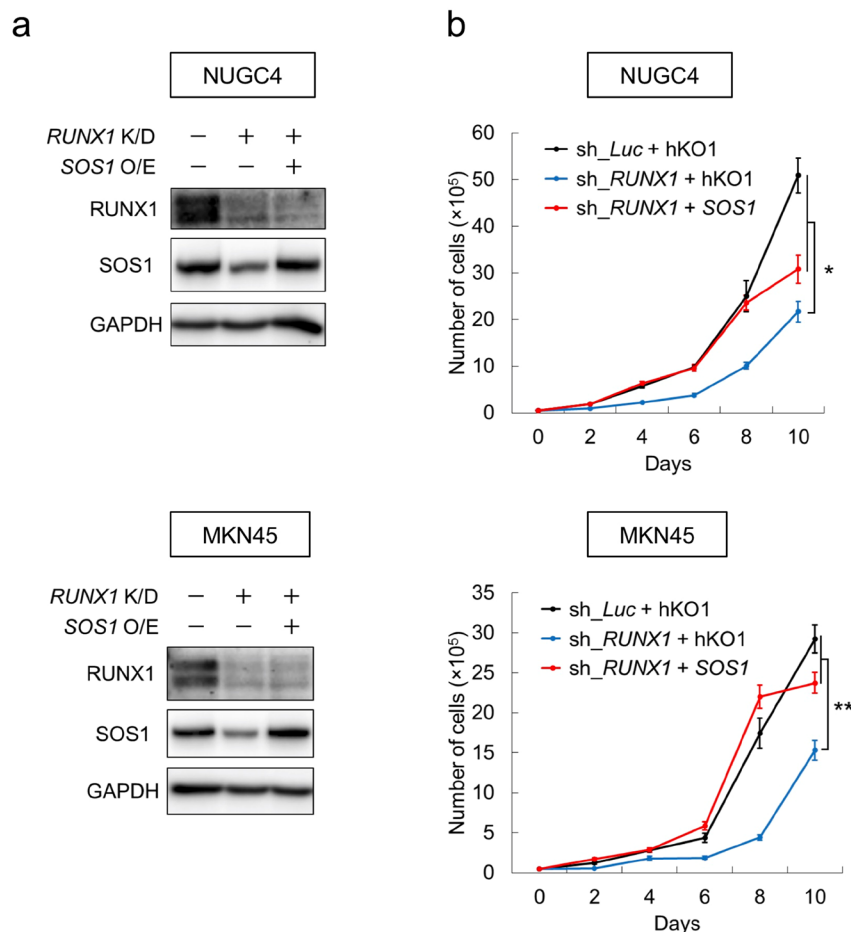 a
NUGC4
RUNX1 K/D − + +
SOS1 O/E − − +
RUNX1
SOS1
GAPDH
MKN45
RUNX1 K/D − + +
SOS1 O/E − − +
RUNX1
SOS1
GAPDH
b
NUGC4
Number of cells (×10⁵)
60
50
40
30
20
10
0
sh_Luc + hKO1
sh_RUNX1 + hKO1
sh_RUNX1 + SOS1
*
0 2 4 6 8 10
Days
MKN45
Number of cells (×10⁵)
35
30
25
20
15
10
5
0
sh_Luc + hKO1
sh_RUNX1 + hKO1
sh_RUNX1 + SOS1
**
0 2 4 6 8 10
Days